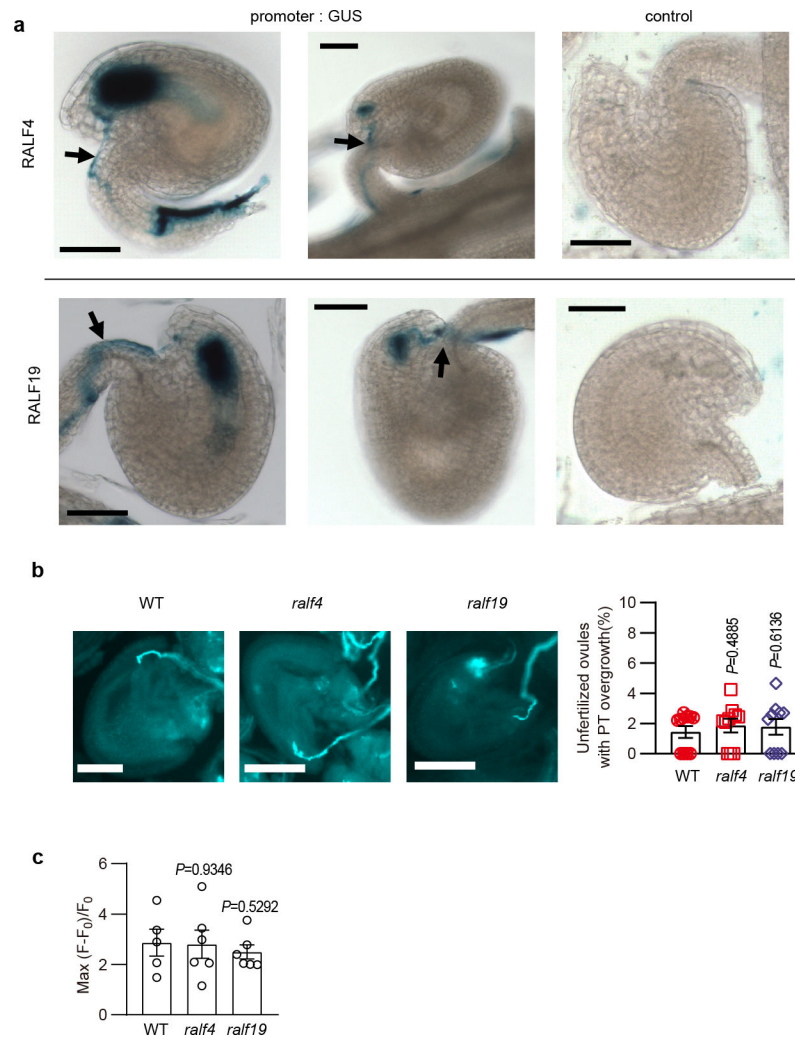 a
promoter : GUS
control
RALF4
RALF19
b
WT
ralf4
ralf19
Unfertilized ovules
with PT overgrowth(%)
10
8
6
4
2
0
P=0.4885
P=0.6136
WT
ralf4
ralf19
c
Max (F-F0)/F0
6
4
2
0
P=0.9346
P=0.5292
WT
ralf4
ralf19